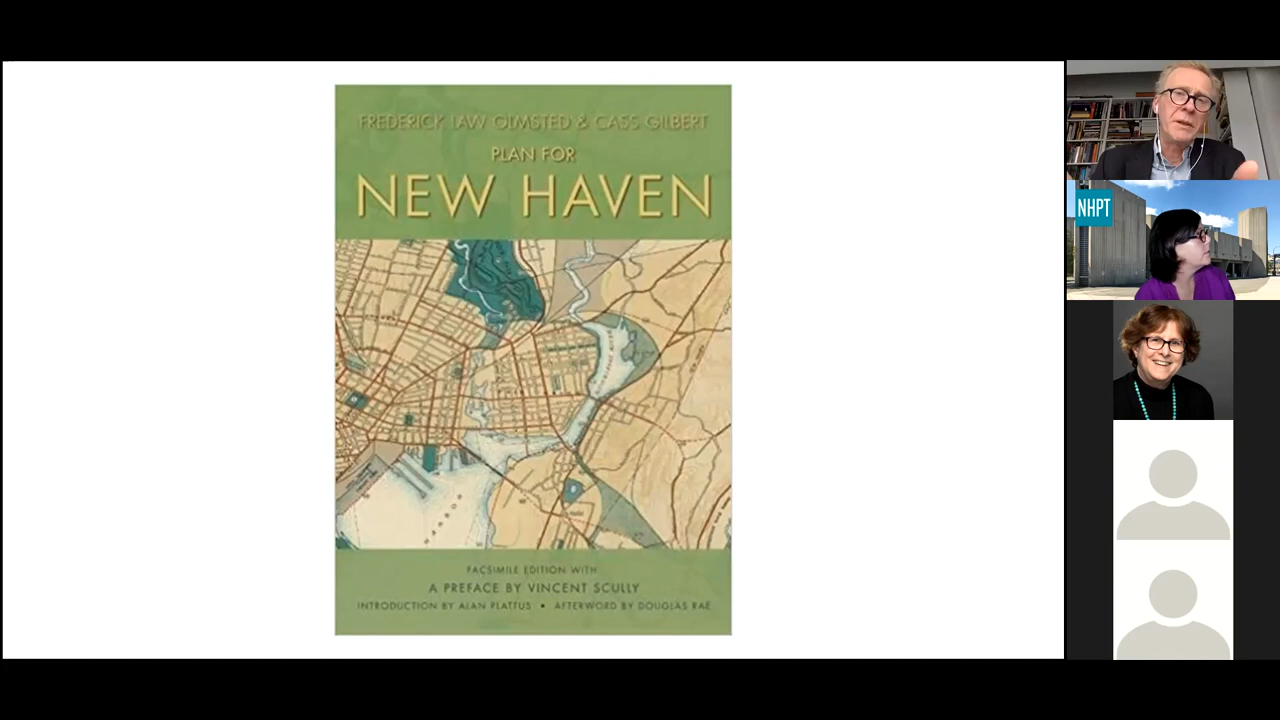 FREDERICK LAW OLMSTED & CASS GILBERT
PLAN FOR
NEW HAVEN
HARBOR
FACSIMILE EDITION WITH
A PREFACE BY VINCENT SCULLY
INTRODUCTION BY ALAN PLATTUS • AFTERWORD BY DOUGLAS RAE
NHPT